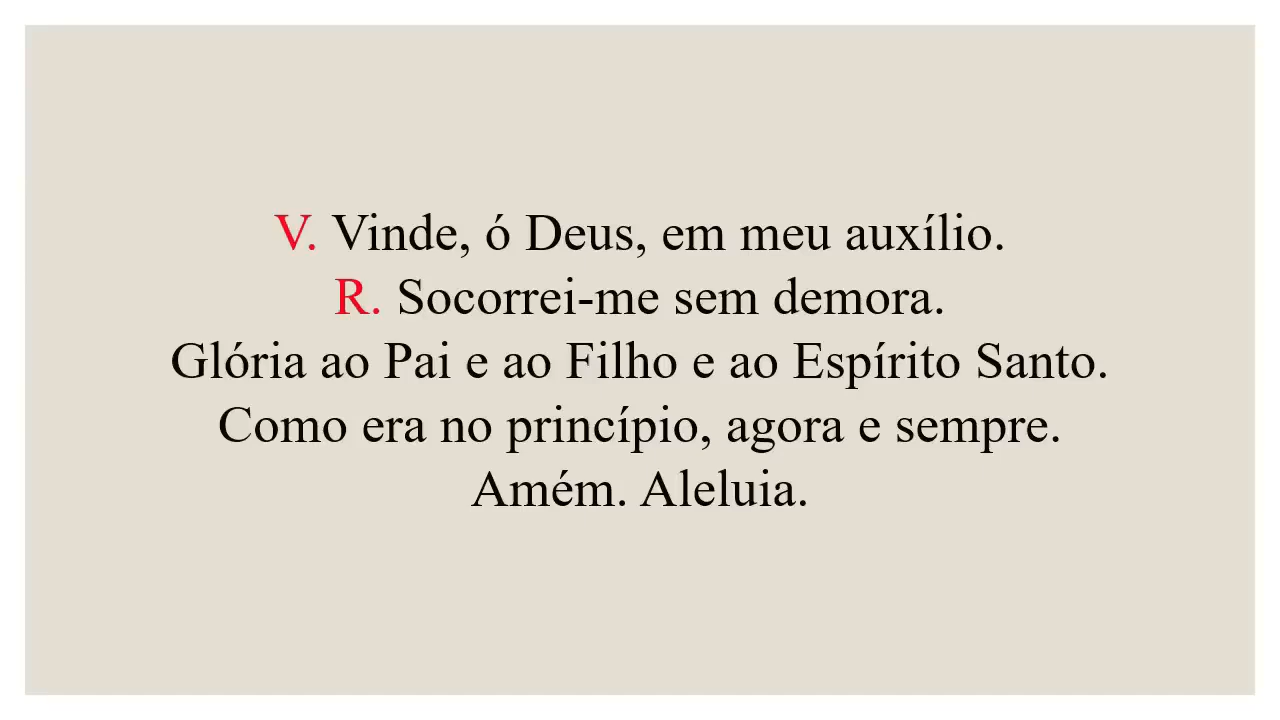 V. Vinde, ó Deus, em meu auxílio.
R. Socorrei-me sem demora.
Glória ao Pai e ao Filho e ao Espírito Santo.
Como era no princípio, agora e sempre.
Amém. Aleluia.